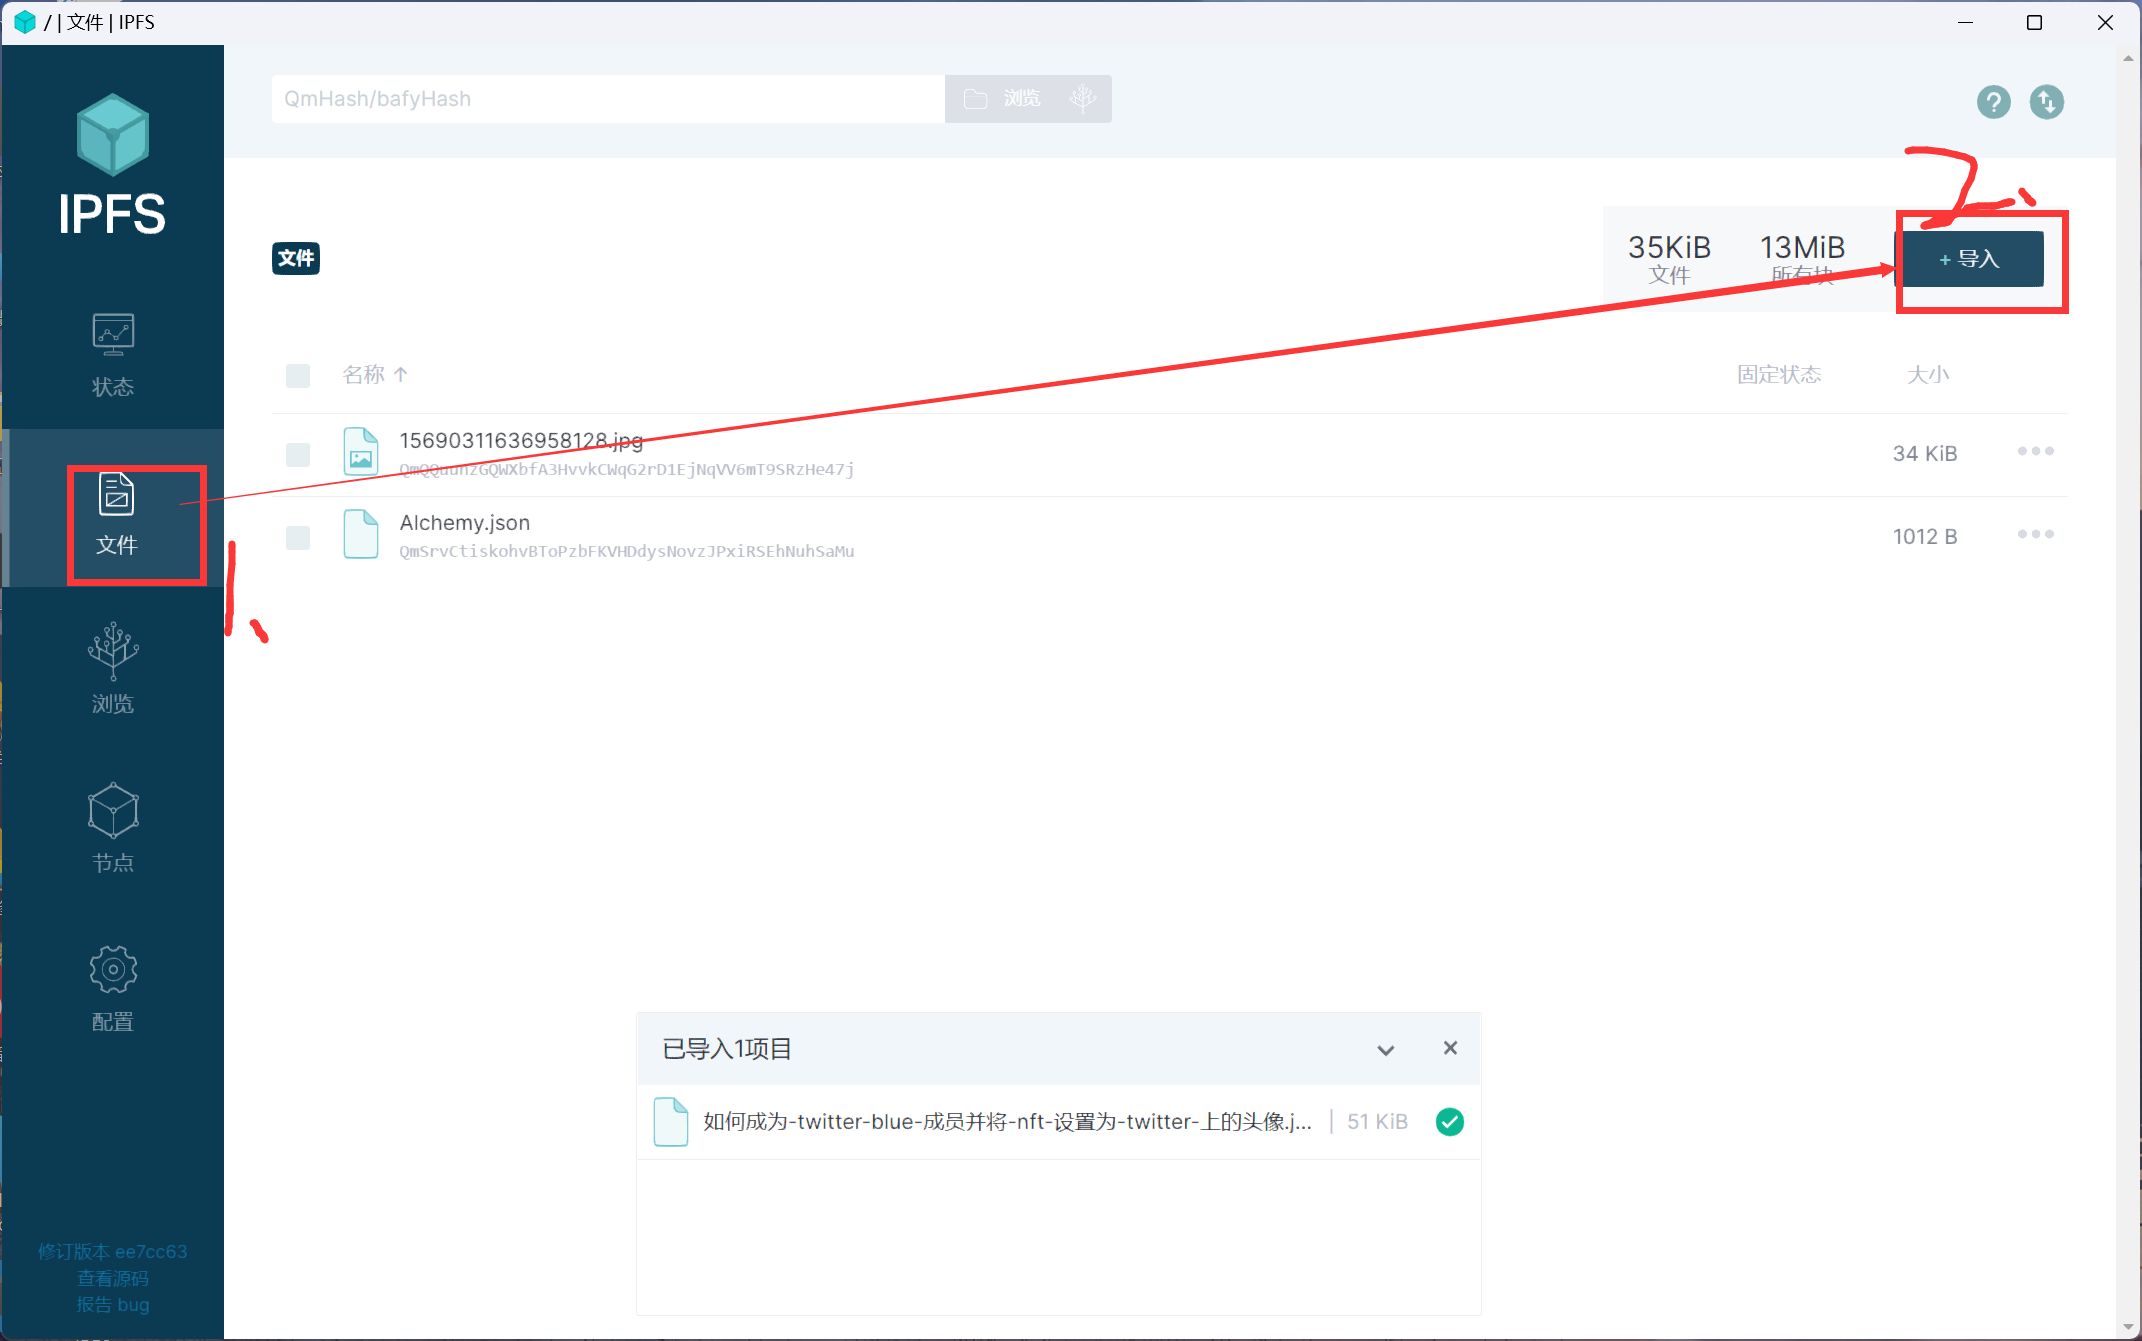 / | 文件 | IPFS
QmHash/bafyHash
浏览
IPFS
状态
文件
浏览
节点
配置
修订版本 ee7cc63
查看源码
报告 bug
文件
35KiB
文件
13MiB
所有块
+ 导入
1、
2、
名称 ↑
固定状态
大小
15690311636958128.jpg
QmQQuunzGQWXbfA3HvvkCWqG2rD1EjNqVV6mT9SRzHe47j
34 KiB
Alchemy.json
QmSrvCtiskohvBToPzbFKVHDdysNovzJPxiRSEhNuhSaMu
1012 B
已导入1项目
如何成为-twitter-blue-成员并将-nft-设置为-twitter-上的头像.j...
51 KiB